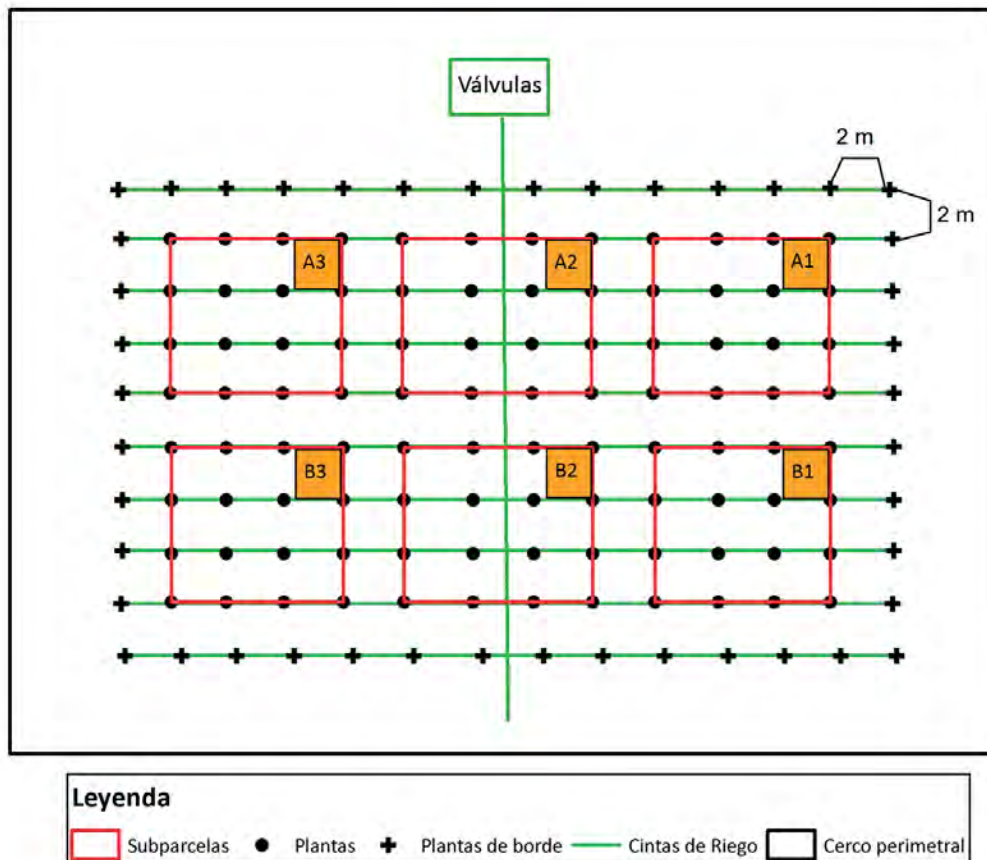 Válvulas
2 m
2 m
A3 A2 A1
B3 B2 B1
Leyenda
Subparcelas Plantas Plantas de borde Cintas de Riego Cerco perimetral